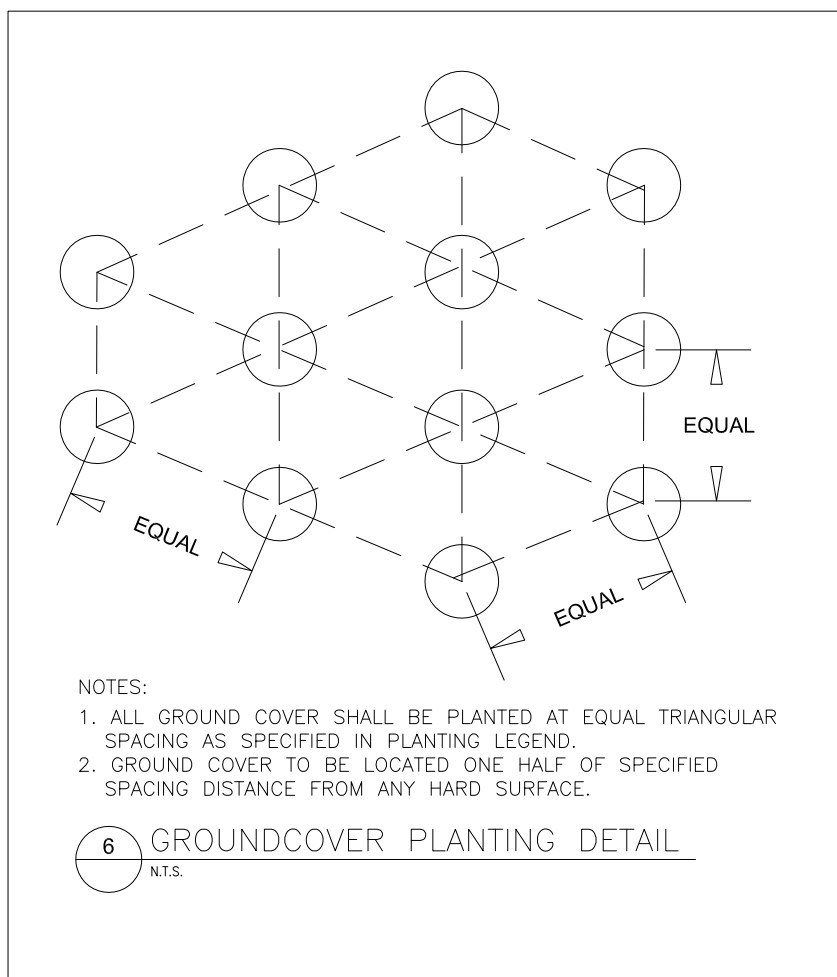 EQUAL
EQUAL
EQUAL
NOTES:
1. ALL GROUND COVER SHALL BE PLANTED AT EQUAL TRIANGULAR
SPACING AS SPECIFIED IN PLANTING LEGEND.
2. GROUND COVER TO BE LOCATED ONE HALF OF SPECIFIED
SPACING DISTANCE FROM ANY HARD SURFACE.
6 GROUNDCOVER PLANTING DETAIL
N.T.S.